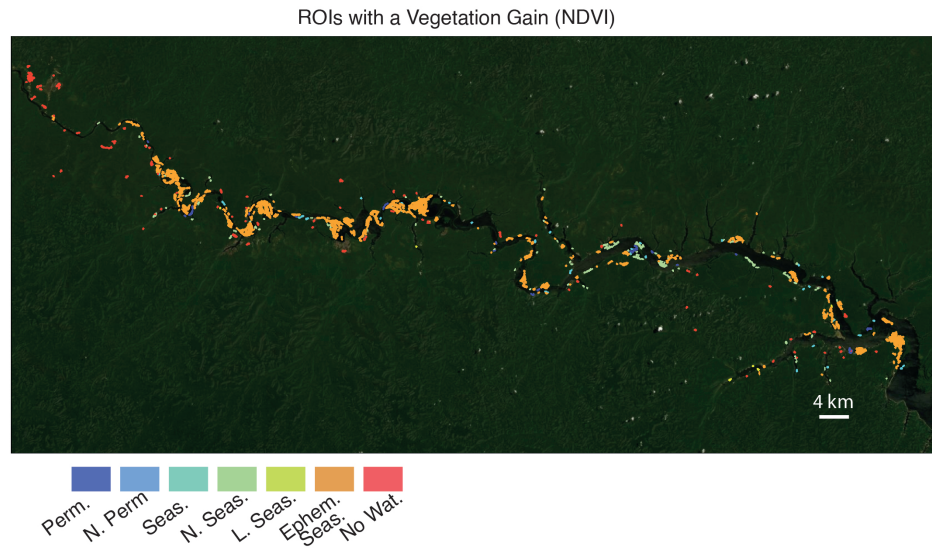 ROIs with a Vegetation Gain (NDVI)
4 km
Perm.
N. Perm
Seas.
N. Seas.
L. Seas.
Ephem.
Seas.
No Wat.